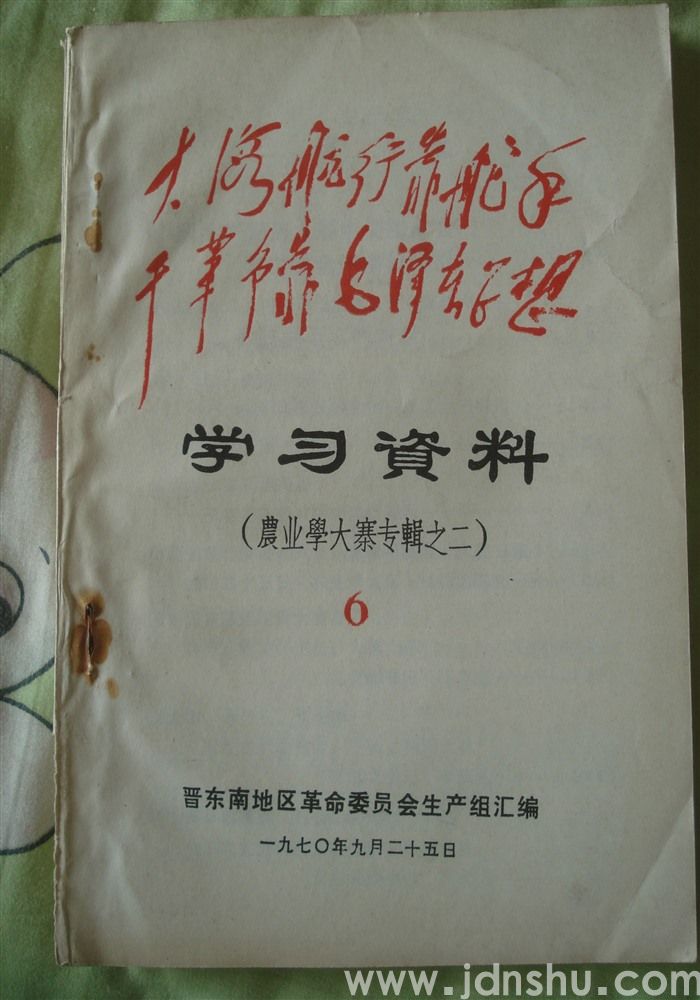 大海航行靠舵手
干革命靠毛泽东思想
学习資料
(農业學大寨专輯之二)
6
晋东南地区革命委员会生产组汇编
一九七〇年九月二十五日
www.jdnshu.com